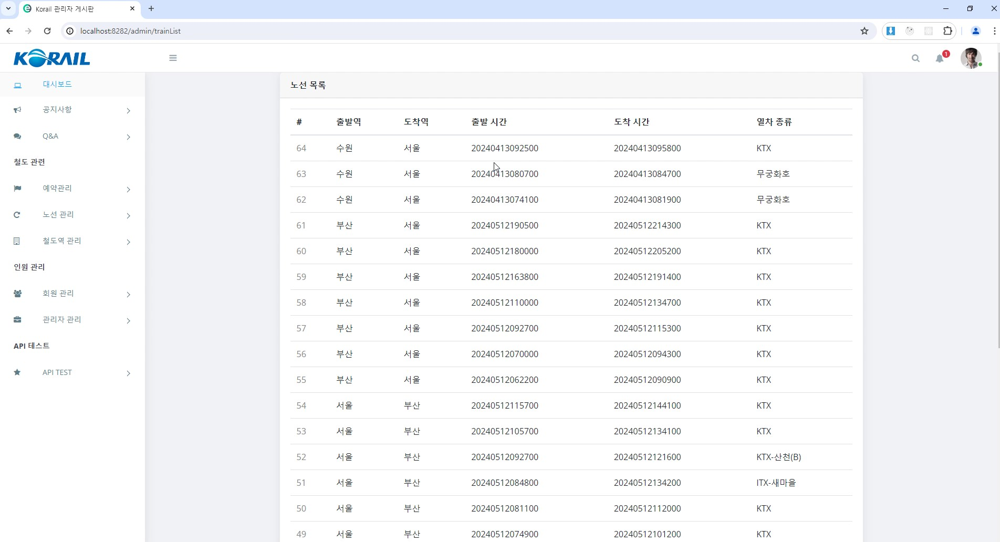 Korail 관리자 게시판
localhost:8282/admin/trainList
KORAIL
1
대시보드
공지사항
Q&A
철도 관련
예약관리
노선 관리
철도역 관리
인원 관리
회원 관리
관리자 관리
API 테스트
API TEST
노선 목록
# 출발역 도착역 출발 시간 도착 시간 열차 종류
64 수원 서울 20240413092500 20240413095800 KTX
63 수원 서울 20240413080700 20240413084700 무궁화호
62 수원 서울 20240413074100 20240413081900 무궁화호
61 부산 서울 20240512190500 20240512214300 KTX
60 부산 서울 20240512180000 20240512205200 KTX
59 부산 서울 20240512163800 20240512191400 KTX
58 부산 서울 20240512110000 20240512134700 KTX
57 부산 서울 20240512092700 20240512115300 KTX
56 부산 서울 20240512070000 20240512094300 KTX
55 부산 서울 20240512062200 20240512090900 KTX
54 서울 부산 20240512115700 20240512144100 KTX
53 서울 부산 20240512105700 20240512134100 KTX
52 서울 부산 20240512092700 20240512121600 KTX-산천(B)
51 서울 부산 20240512084800 20240512134200 ITX-새마을
50 서울 부산 20240512081100 20240512112000 KTX
49 서울 부산 20240512074900 20240512101200 KTX